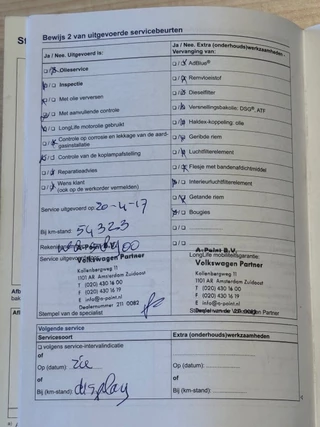 Bewijs 2 van uitgevoerde servicebeurten
Ja / Nee. Uitgevoerd is:
Olieservice
Inspectie
Met olie verversen
Met aanvullende controle
LongLife motorolie gebruikt
Controle op corrosie en lekkage van de aard-
gasinstallatie
Controle van de koplampafstelling
Reparatieadvies
Wens klant
(ook op de werkorder vermelden)
Service uitgevoerd op: 20-4-17
Bij km-stand: 54323
Service uitgevoerd
Volkswagen Partner
Kollenbergweg 11
1101 AR Amsterdam Zuidoost
T (020) 430 16 00
F (020) 430 16 19
E info@a-point.nl
Dealernummer 211 0082
Stempel van de specialist
Ja / Nee. Extra (onderhouds)werkzaamheden -
Vervanging van:
AdBlue®
Remvloeistof
Dieselfilter
Versnellingsbakolie: DSG®, ATF
Haldex-koppeling: olie
Geribde riem
Luchtfilterelement
Flesje met bandenafdichtmiddel
Interieurluchtfilterelement
Getande riem
Bougies
A-Point B.V.
LongLife mobiliteitsgarantie:
Volkswagen Partner
Kollenbergweg 11
1101 AR Amsterdam Zuidoost
T (020) 430 16 00
F (020) 430 16 19
E info@a-point.nl
Volgende service
Servicesoort
volgens service-intervalindicatie
of
Op (datum): zie
of
Bij (km-stand): display
Extra (onderhouds)werkzaamheden
Op (datum):
of
Bij (km-stand):